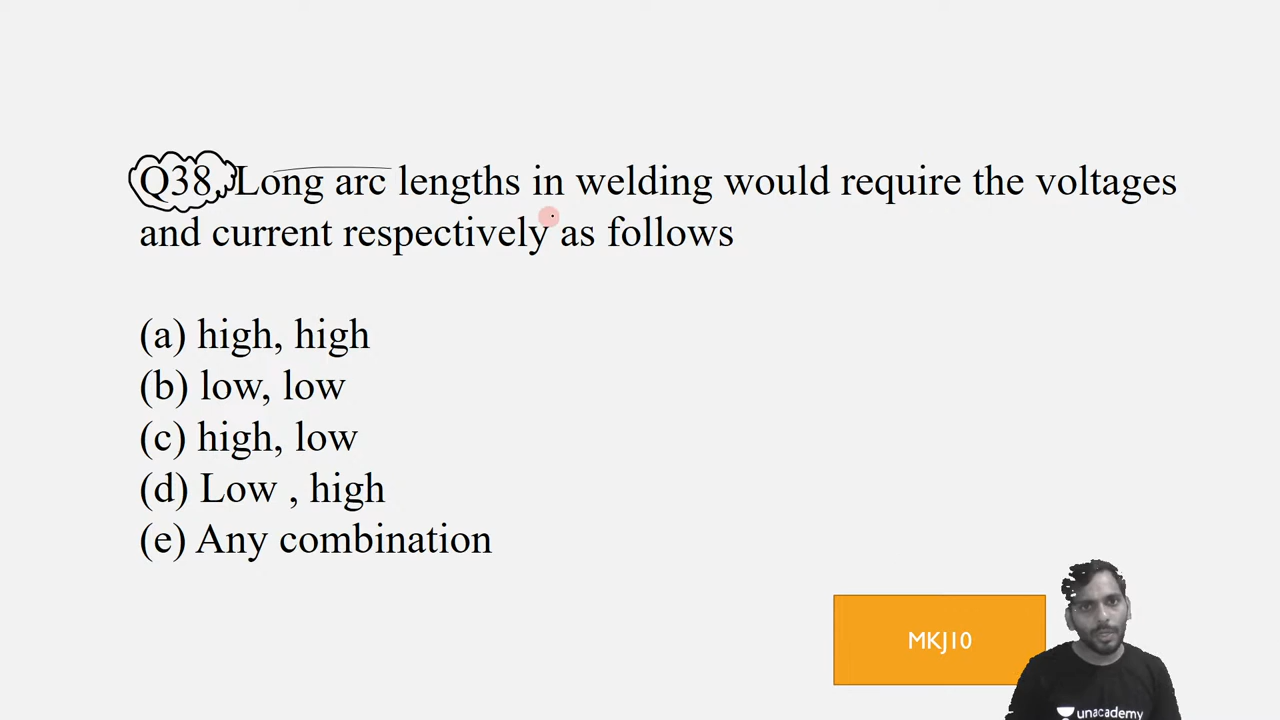 Q38. Long arc lengths in welding would require the voltages
and current respectively as follows
(a) high, high
(b) low, low
(c) high, low
(d) Low , high
(e) Any combination
MKJ10
unacademy